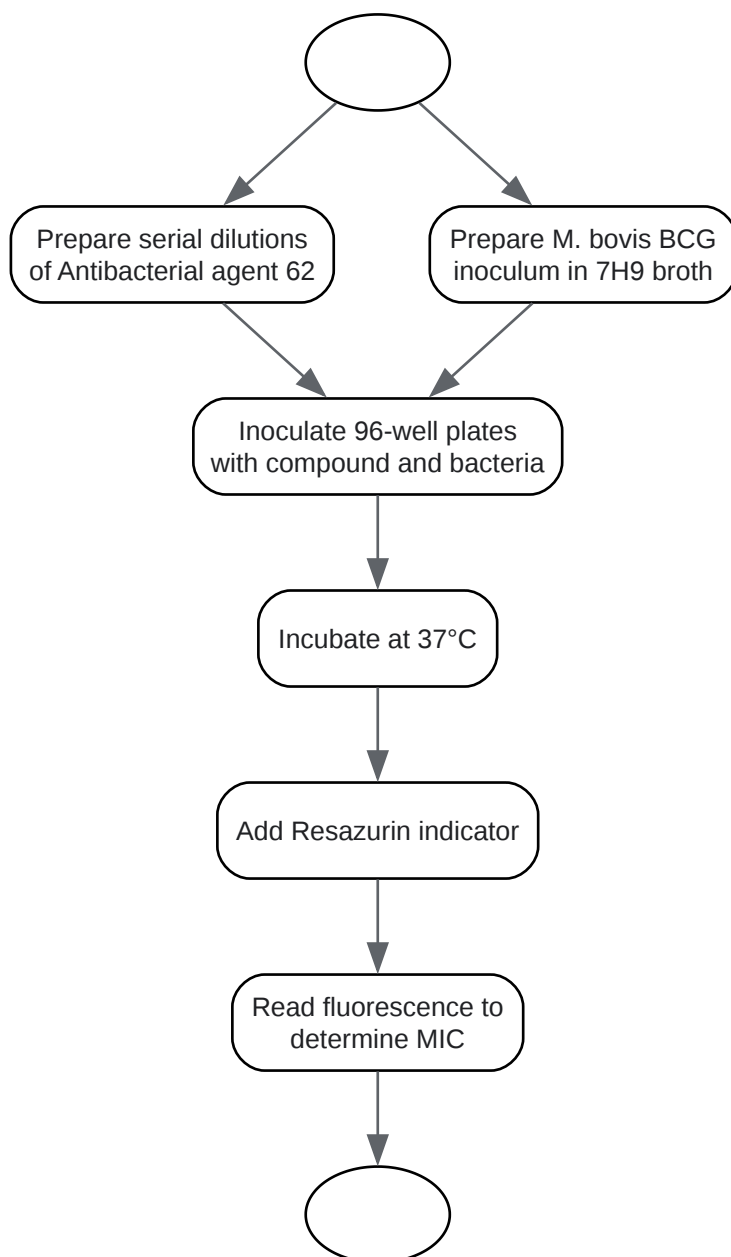 Prepare serial dilutions
of Antibacterial agent 62
Prepare M. bovis BCG
inoculum in 7H9 broth
Inoculate 96-well plates
with compound and bacteria
Incubate at 37°C
Add Resazurin indicator
Read fluorescence to
determine MIC